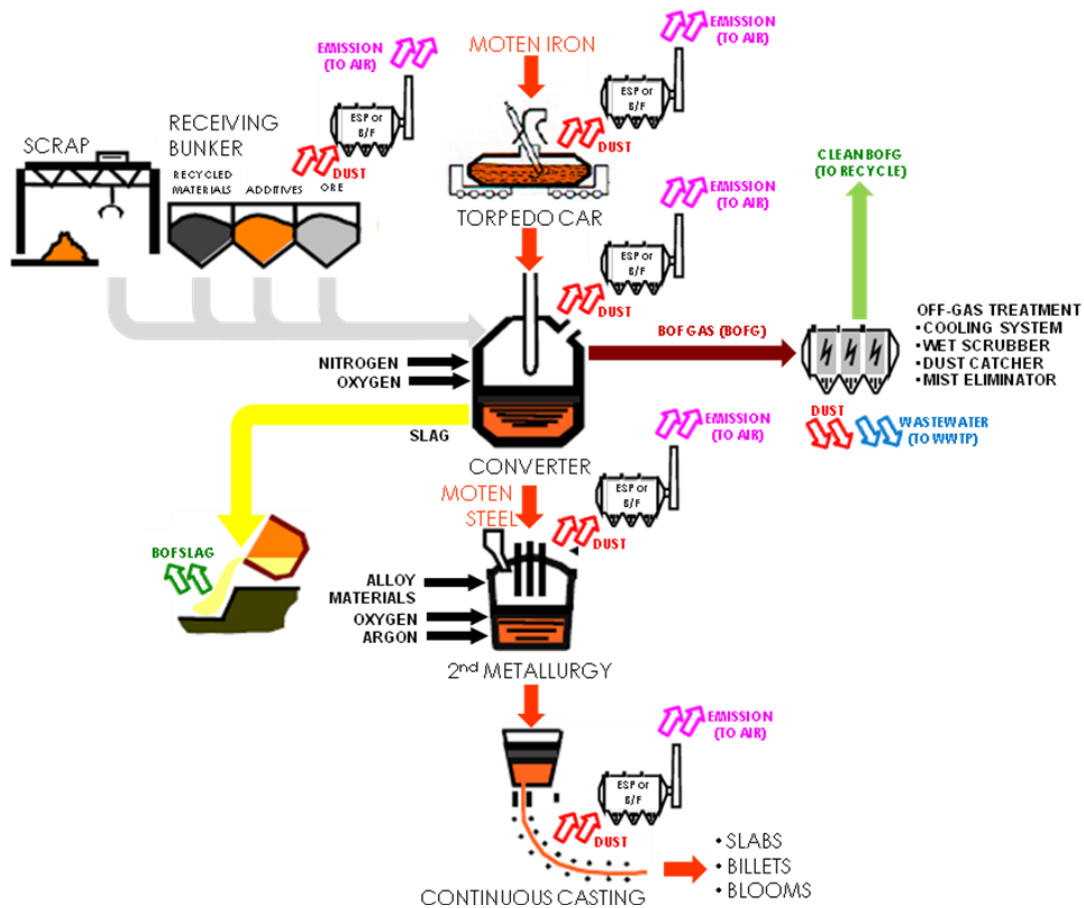 EMISSION
(TO AIR)
ESP or
B/F
DUST
MOTEN IRON
EMISSION
(TO AIR)
ESP or
B/F
DUST
TORPEDO CAR
SCRAP
RECEIVING
BUNKER
RECYCLED
MATERIALS
ADDITIVES
ORE
CLEAN BOFG
(TO RECYCLE)
EMISSION
(TO AIR)
ESP or
B/F
DUST
NITROGEN
OXYGEN
SLAG
CONVERTER
BOF GAS (BOFG)
OFF-GAS TREATMENT
• COOLING SYSTEM
• WET SCRUBBER
• DUST CATCHER
• MIST ELIMINATOR
DUST
WASTEWATER
(TO WWTP)
BOF SLAG
MOTEN
STEEL
EMISSION
(TO AIR)
ESP or
B/F
DUST
ALLOY
MATERIALS
OXYGEN
ARGON
2nd METALLURGY
EMISSION
(TO AIR)
ESP or
B/F
DUST
CONTINUOUS CASTING
• SLABS
• BILLETS
• BLOOMS